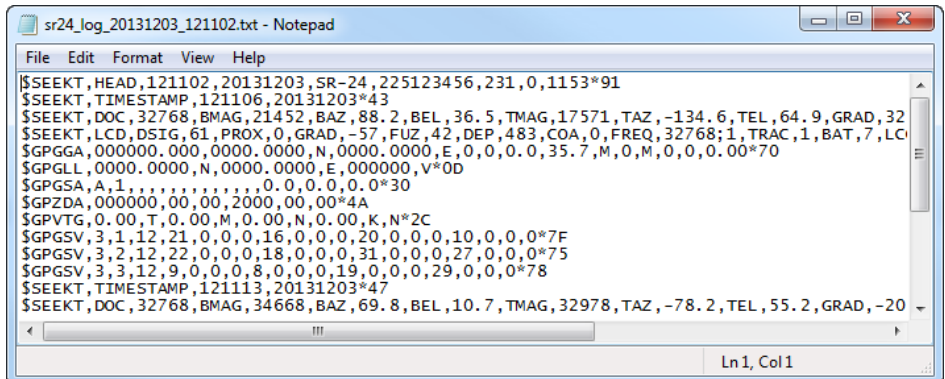 sr24_log_20131203_121102.txt - Notepad
File Edit Format View Help
$SEEKT,HEAD,121102,20131203,SR-24,225123456,231,0,1153*91
$SEEKT,TIMESTAMP,121106,20131203*43
$SEEKT,DOC,32768,BMAG,21452,BAZ,88.2,BEL,36.5,TMAG,17571,TAZ,-134.6,TEL,64.9,GRAD,32
$SEEKT,LCD,DSIG,61,PROX,0,GRAD,-57,FUZ,42,DEP,483,COA,0,FREQ,32768;1,TRAC,1,BAT,7,LC
$GPGGA,000000.000,0000.0000,N,0000.0000,E,0,0,0.0,35.7,M,0,M,0,0,0.00*70
$GPGLL,0000.0000,N,0000.0000,E,000000,V*0D
$GPGSA,A,1,,,,,,,,,,,,,0.0,0.0,0.0*30
$GPZDA,000000,00,00,2000,00,00*4A
$GPVTG,0.00,T,0.00,M,0.00,N,0.00,K,N*2C
$GPGSV,3,1,12,21,0,0,0,16,0,0,0,20,0,0,0,10,0,0,0*7F
$GPGSV,3,2,12,22,0,0,0,18,0,0,0,31,0,0,0,27,0,0,0*75
$GPGSV,3,3,12,9,0,0,0,8,0,0,0,19,0,0,0,29,0,0,0*78
$SEEKT,TIMESTAMP,121113,20131203*47
$SEEKT,DOC,32768,BMAG,34668,BAZ,69.8,BEL,10.7,TMAG,32978,TAZ,-78.2,TEL,55.2,GRAD,-20
Ln1, Col1